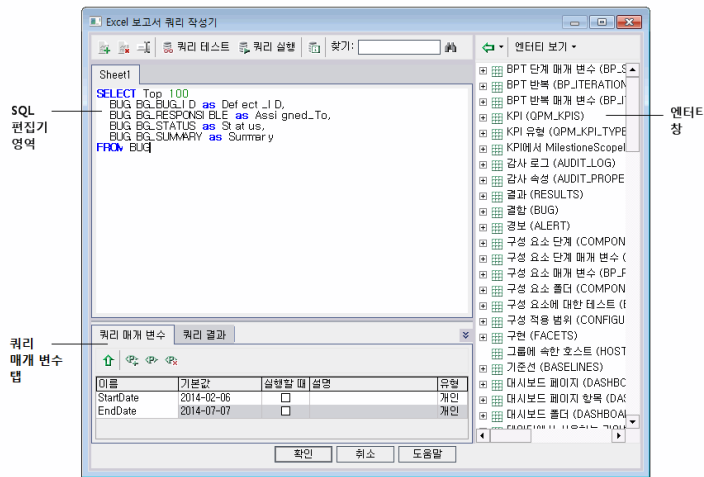 Excel 보고서 쿼리 작성기
쿼리 테스트
쿼리 실행
찾기:
엔터티 보기
Sheet1
SELECT Top 100
BUG.BG_BUG_ID as Defect_ID,
BUG.BG_RESPONSIBLE as Assigned_To,
BUG.BG_STATUS as Status,
BUG.BG_SUMMARY as Summary
FROM BUG
SQL
편집기
영역
BPT 단계 매개 변수 (BP_S
BPT 반복 (BP_ITERATION
BPT 반복 매개 변수 (BP_I
KPI (QPM_KPIS)
KPI 유형 (QPM_KPI_TYPE
KPI에서 MilestoneScopeI
감사 로그 (AUDIT_LOG)
감사 속성 (AUDIT_PROPE
결과 (RESULTS)
결함 (BUG)
경보 (ALERT)
구성 요소 단계 (COMPON
구성 요소 단계 매개 변수 (
구성 요소 매개 변수 (BP_P
구성 요소 폴더 (COMPON
구성 요소에 대한 테스트 (
구성 적용 범위 (CONFIGU
구현 (FACETS)
그룹에 속한 호스트 (HOST
기준선 (BASELINES)
대시보드 페이지 (DASHBO
대시보드 페이지 항목 (DAS
대시보드 폴더 (DASHBOA
엔터티
창
쿼리 매개 변수
쿼리 결과
쿼리
매개 변수
탭
이름 기본값 실행할 때 설명 유형
StartDate 2014-02-06 개인
EndDate 2014-07-07 개인
확인
취소
도움말